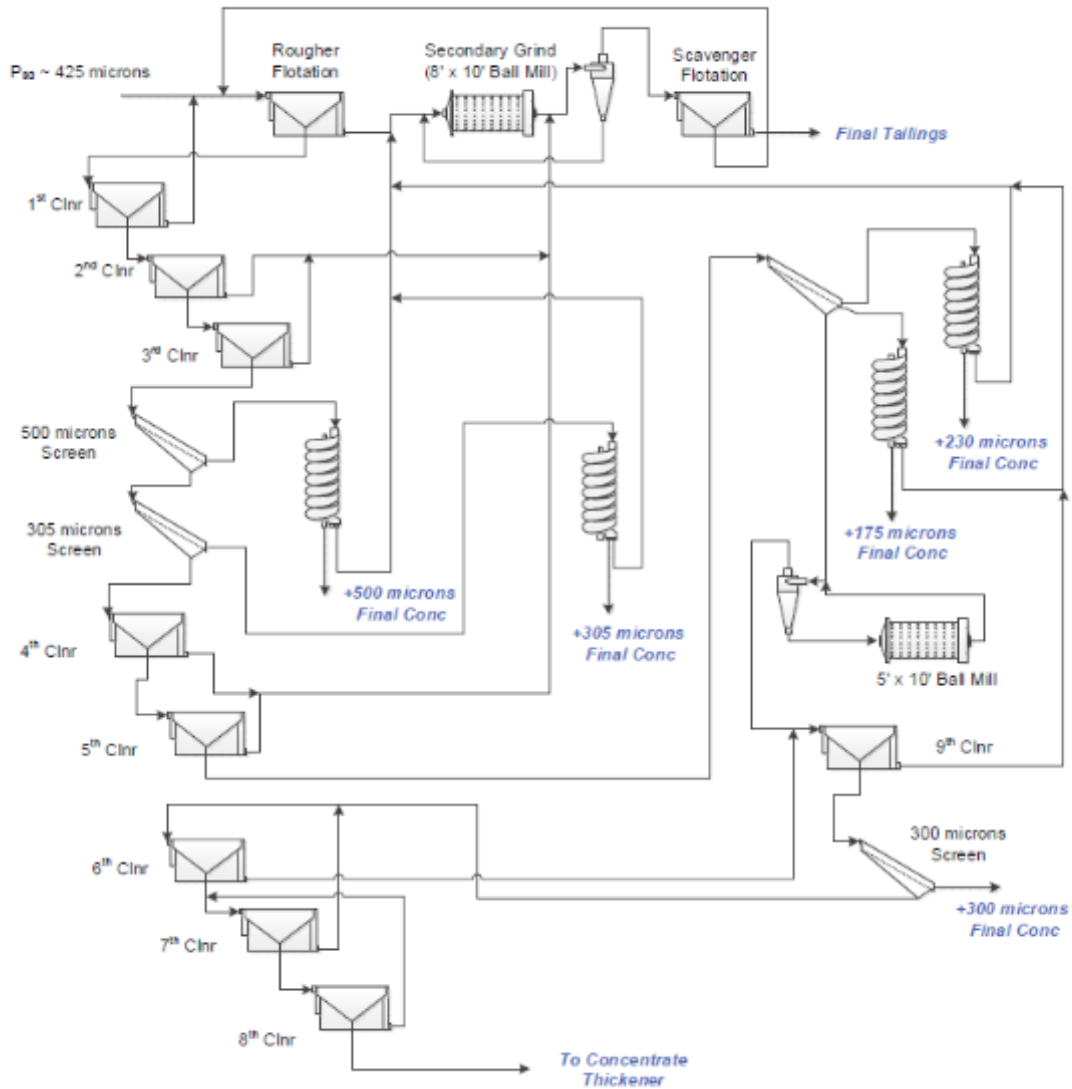 Rougher
Flotation
Secondary Grind
(8' x 10' Ball Mill)
Scavenger
Flotation
P₈₀ ~ 425 microns
Final Tailings
1st Clnr
2nd Clnr
3rd Clnr
500 microns
Screen
+230 microns
Final Conc
305 microns
Screen
+175 microns
Final Conc
+500 microns
Final Conc
+305 microns
Final Conc
4th Clnr
5' x 10' Ball Mill
5th Clnr
9th Clnr
300 microns
Screen
6th Clnr
+300 microns
Final Conc
7th Clnr
8th Clnr
To Concentrate
Thickener